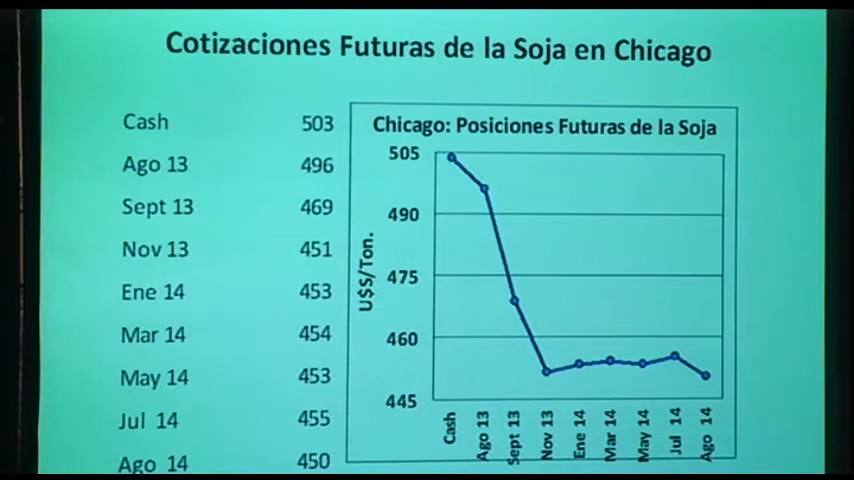 Cotizaciones Futuras de la Soja en Chicago
Cash 503
Ago 13 496
Sept 13 469
Nov 13 451
Ene 14 453
Mar 14 454
May 14 453
Jul 14 455
Ago 14 450
Chicago: Posiciones Futuras de la Soja
U$S/Ton.
505
490
475
460
445
Cash
Ago 13
Sept 13
Nov 13
Ene 14
Mar 14
May 14
Jul 14
Ago 14